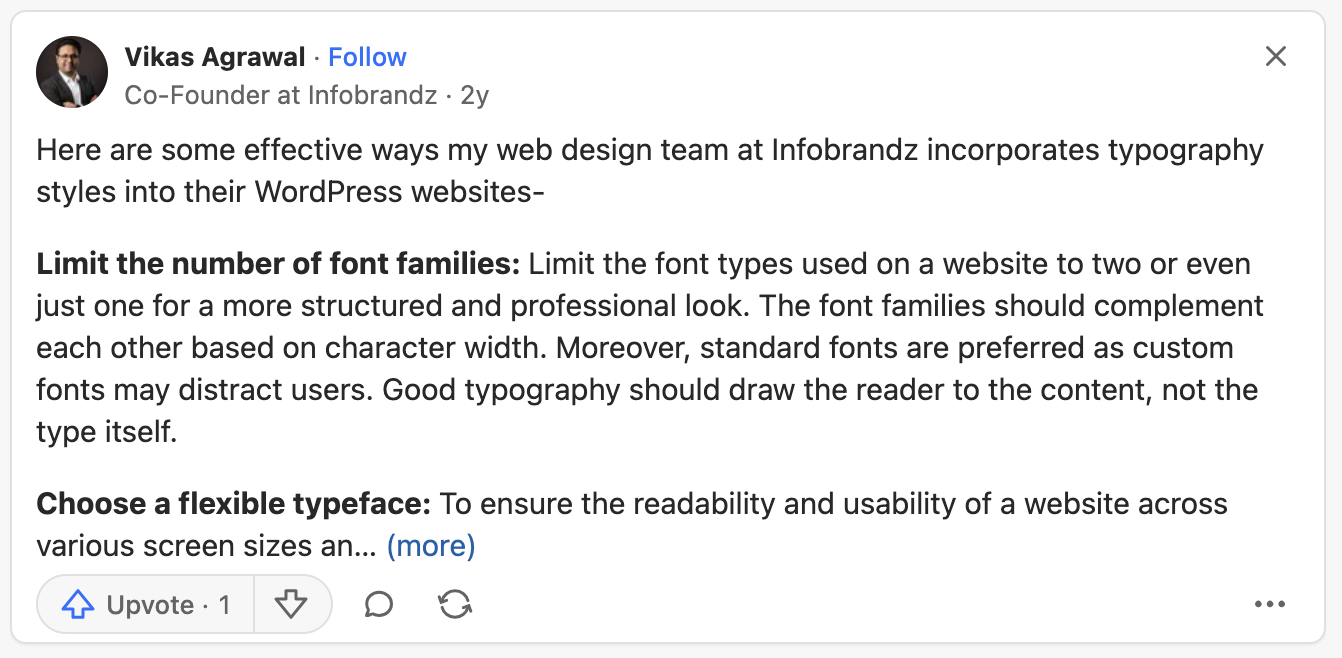 Vikas Agrawal · Follow
Co-Founder at Infobrandz · 2y
Here are some effective ways my web design team at Infobrandz incorporates typography
styles into their WordPress websites-
Limit the number of font families: Limit the font types used on a website to two or even
just one for a more structured and professional look. The font families should complement
each other based on character width. Moreover, standard fonts are preferred as custom
fonts may distract users. Good typography should draw the reader to the content, not the
type itself.
Choose a flexible typeface: To ensure the readability and usability of a website across
various screen sizes an... (more)
Upvote · 1